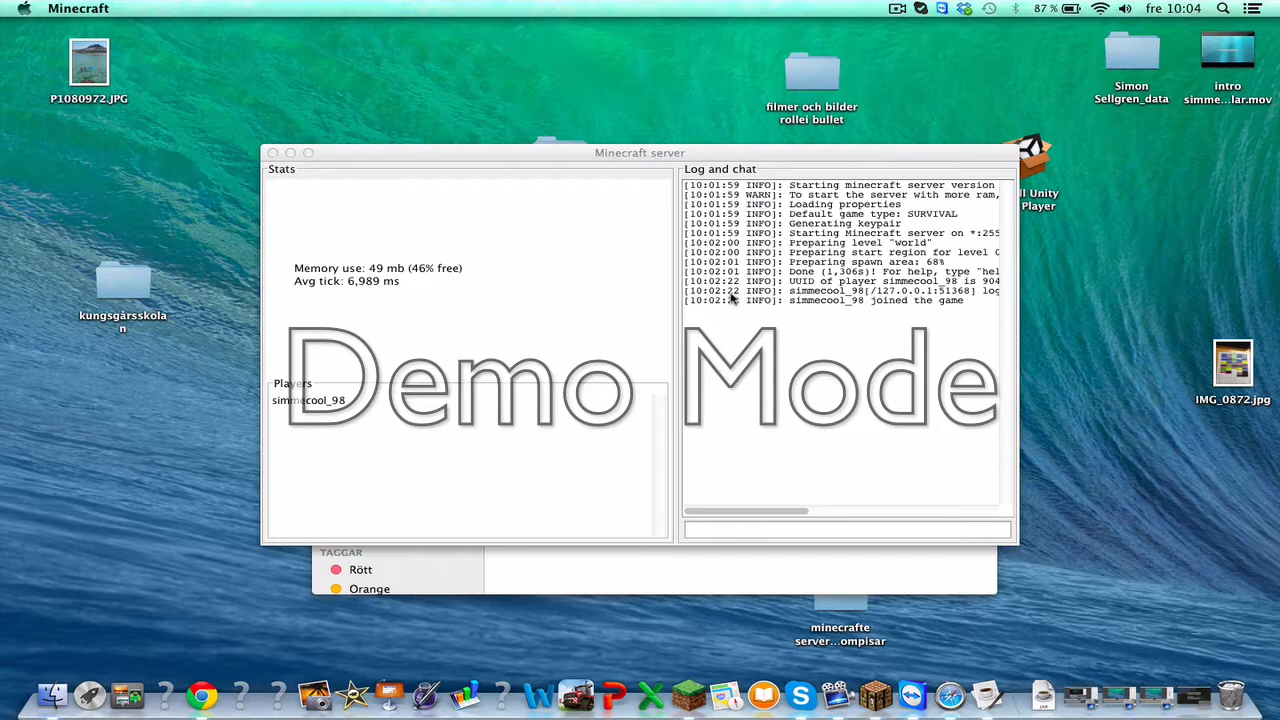 Minecraft
87 %
fre 10:04
P1080972.JPG
filmer och bilder
rollei bullet
Simon
Sellgren_data
intro
simme...lar.mov
Minecraft server
Stats
Log and chat
[10:01:59 INFO]: Starting minecraft server version
[10:01:59 WARN]: To start the server with more ram,
[10:01:59 INFO]: Loading properties
[10:01:59 INFO]: Default game type: SURVIVAL
[10:01:59 INFO]: Generating keypair
[10:01:59 INFO]: Starting Minecraft server on *:255
[10:02:00 INFO]: Preparing level "world"
[10:02:00 INFO]: Preparing start region for level 0
[10:02:01 INFO]: Preparing spawn area: 68%
[10:02:01 INFO]: Done (1,306s)! For help, type "hel
[10:02:22 INFO]: UUID of player simmecool_98 is 904
[10:02:22 INFO]: simmecool_98[/127.0.0.1:51368] log
INFO]: simmecool_98 joined the game
Memory use: 49 mb (46% free)
Avg tick: 6,989 ms
ll Unity
Player
kungsgårsskola
n
Demo Mode
Players
simmecool_98
IMG_0872.jpg
TAGGAR
Rött
Orange
minecrafte
server...ompisar
JAR